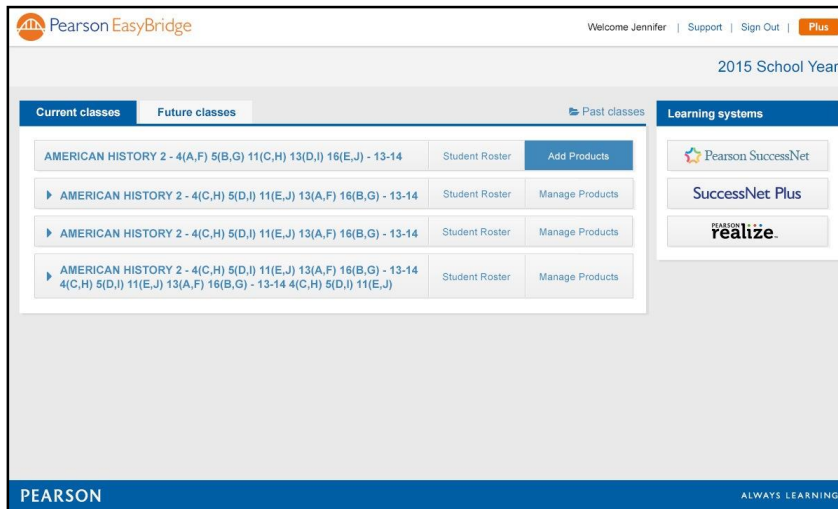 Pearson EasyBridge
Welcome Jennifer | Support | Sign Out | Plus
2015 School Year
Current classes Future classes Past classes
AMERICAN HISTORY 2 - 4(A,F) 5(B,G) 11(C,H) 13(D,I) 16(E,J) - 13-14 Student Roster Add Products
AMERICAN HISTORY 2 - 4(C,H) 5(D,I) 11(E,J) 13(A,F) 16(B,G) - 13-14 Student Roster Manage Products
AMERICAN HISTORY 2 - 4(C,H) 5(D,I) 11(E,J) 13(A,F) 16(B,G) - 13-14 Student Roster Manage Products
AMERICAN HISTORY 2 - 4(C,H) 5(D,I) 11(E,J) 13(A,F) 16(B,G) - 13-14
4(C,H) 5(D,I) 11(E,J) 13(A,F) 16(B,G) - 13-14 4(C,H) 5(D,I) 11(E,J) Student Roster Manage Products
Learning systems
Pearson SuccessNet
SuccessNet Plus
PEARSON
realize™
PEARSON ALWAYS LEARNING